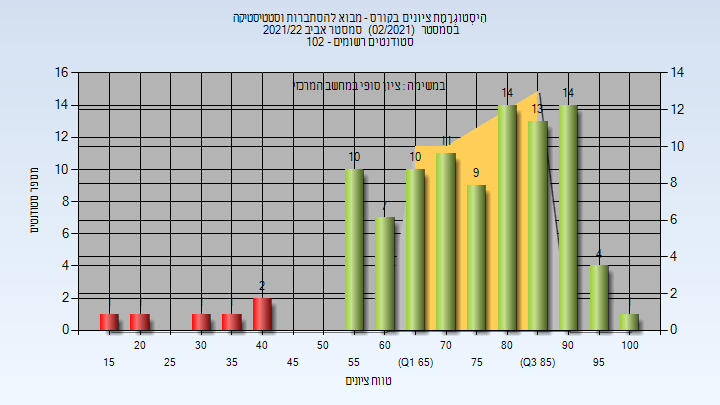 היסטוגרמת ציונים בקורס - מבוא להסתברות וסטטיסטיקה
בסמסטר (02/2021) סמסטר אביב 2021/22
סטודנטים רשומים - 102
במשימה : ציון סופי במחשב המרכזי
מספר סטודנטים
16 14 12 10 8 6 4 2 0
14 12 10 8 6 4 2 0
2 10 7 10 11 9 14 13 14 4
20 30 40 50 60 70 80 90 100
15 25 35 45 55 (Q1 65) 75 (Q3 85) 95
טווח ציונים